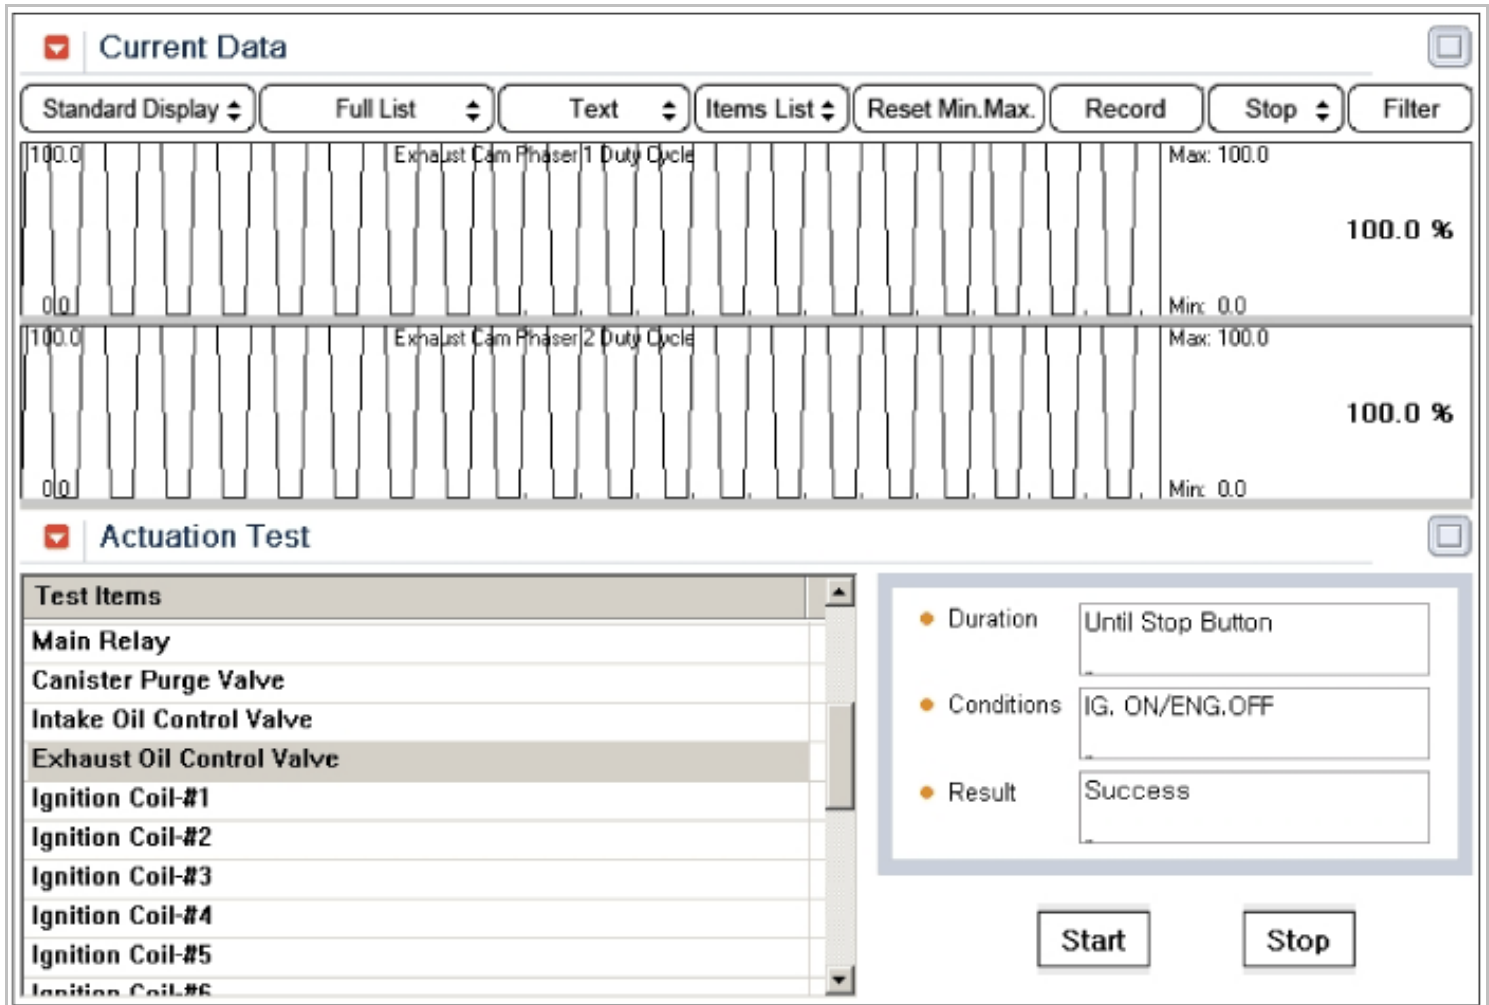 Current Data
Standard Display Full List Text Items List Reset Min.Max. Record Stop Filter
100.0 Exhaust Cam Phaser 1 Duty Cycle Max: 100.0
100.0 %
0.0 Min: 0.0
100.0 Exhaust Cam Phaser 2 Duty Cycle Max: 100.0
100.0 %
0.0 Min: 0.0
Actuation Test
Test Items
Main Relay
Canister Purge Valve
Intake Oil Control Valve
Exhaust Oil Control Valve
Ignition Coil-#1
Ignition Coil-#2
Ignition Coil-#3
Ignition Coil-#4
Ignition Coil-#5
Ignition Coil-#6
Duration Until Stop Button
Conditions IG. ON/ENG.OFF
Result Success
Start Stop